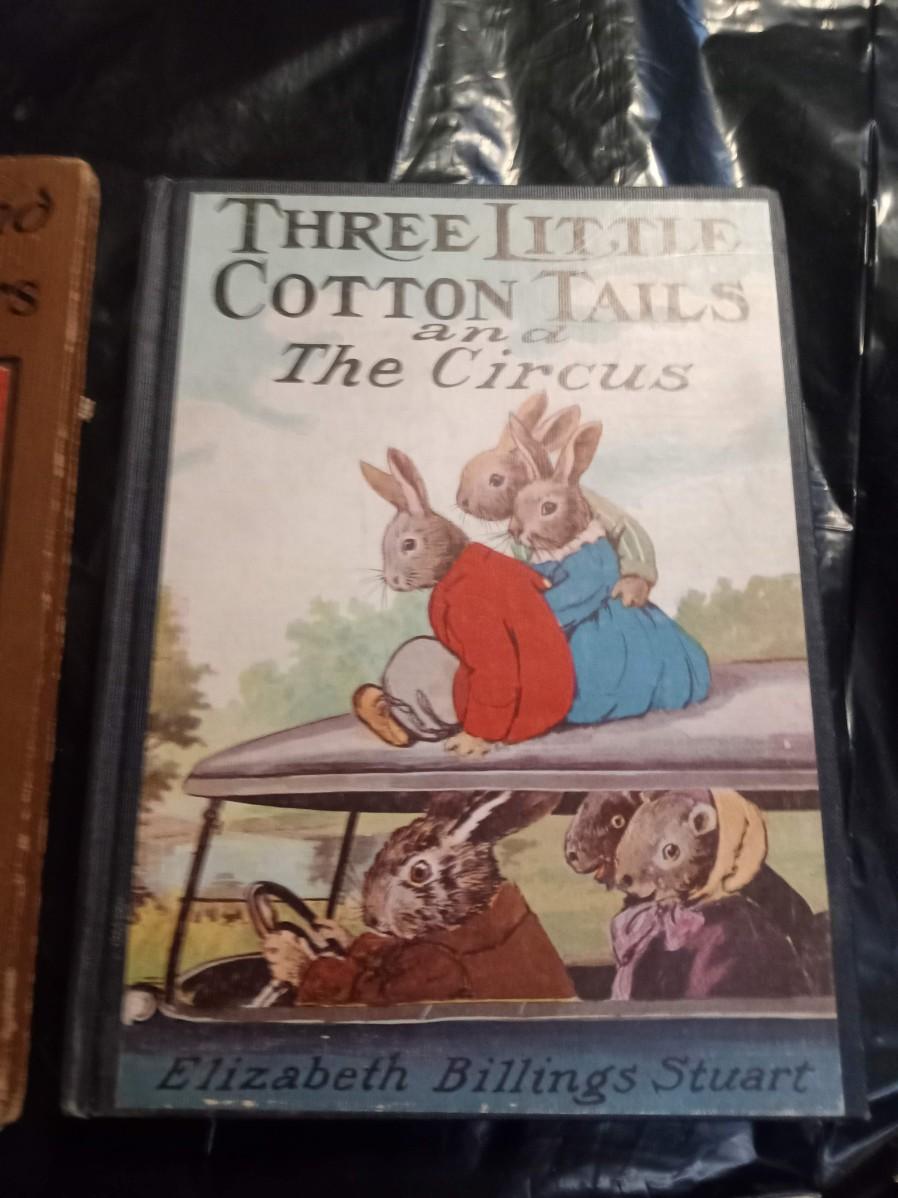 THREE LITTLE
COTTON TAILS
and
The Circus
Elizabeth Billings Stuart